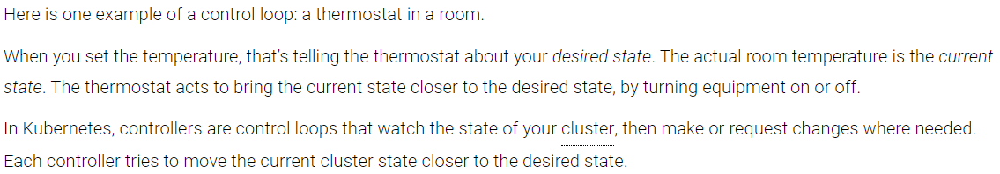 Here is one example of a control loop: a thermostat in a room.
When you set the temperature, that's telling the thermostat about your desired state. The actual room temperature is the current
state. The thermostat acts to bring the current state closer to the desired state, by turning equipment on or off.
In Kubernetes, controllers are control loops that watch the state of your cluster, then make or request changes where needed.
Each controller tries to move the current cluster state closer to the desired state.